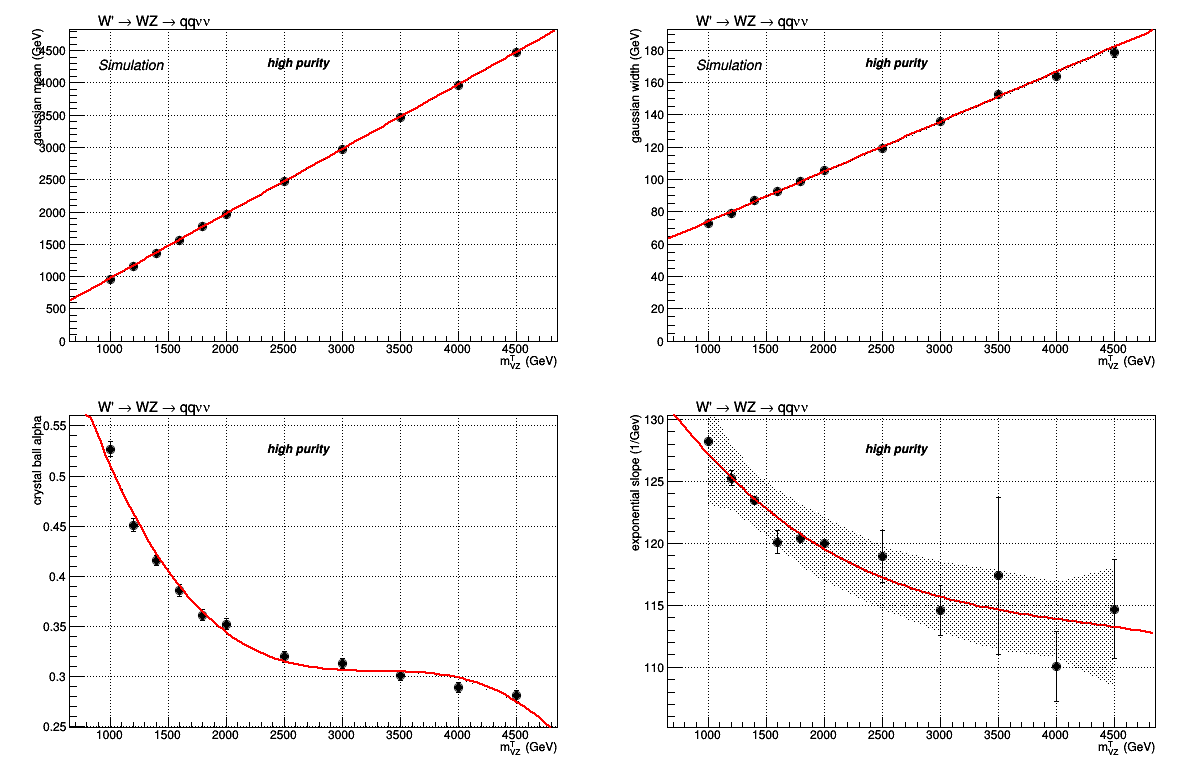 W' → WZ → qqνν
Simulation
high purity
gaussian mean (GeV)
4500
4000
3500
3000
2500
2000
1500
1000
500
0
1000 1500 2000 2500 3000 3500 4000 4500
m^T_VZ (GeV)
W' → WZ → qqνν
Simulation
high purity
gaussian width (GeV)
180
160
140
120
100
80
60
40
20
0
1000 1500 2000 2500 3000 3500 4000 4500
m^T_VZ (GeV)
W' → WZ → qqνν
high purity
crystal ball alpha
0.55
0.5
0.45
0.4
0.35
0.3
0.25
1000 1500 2000 2500 3000 3500 4000 4500
m^T_VZ (GeV)
W' → WZ → qqνν
high purity
exponential slope (1/Gev)
130
125
120
115
110
1000 1500 2000 2500 3000 3500 4000 4500
m^T_VZ (GeV)